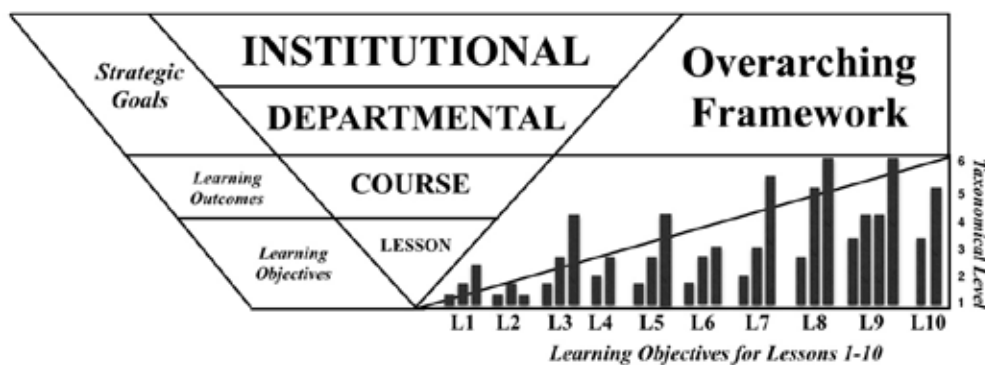 Strategic
Goals
INSTITUTIONAL
DEPARTMENTAL
Overarching
Framework
Learning
Outcomes
COURSE
Learning
Objectives
LESSON
6
5
4
3
2
1
Taxonomical Level
L1 L2 L3 L4 L5 L6 L7 L8 L9 L10
Learning Objectives for Lessons 1-10